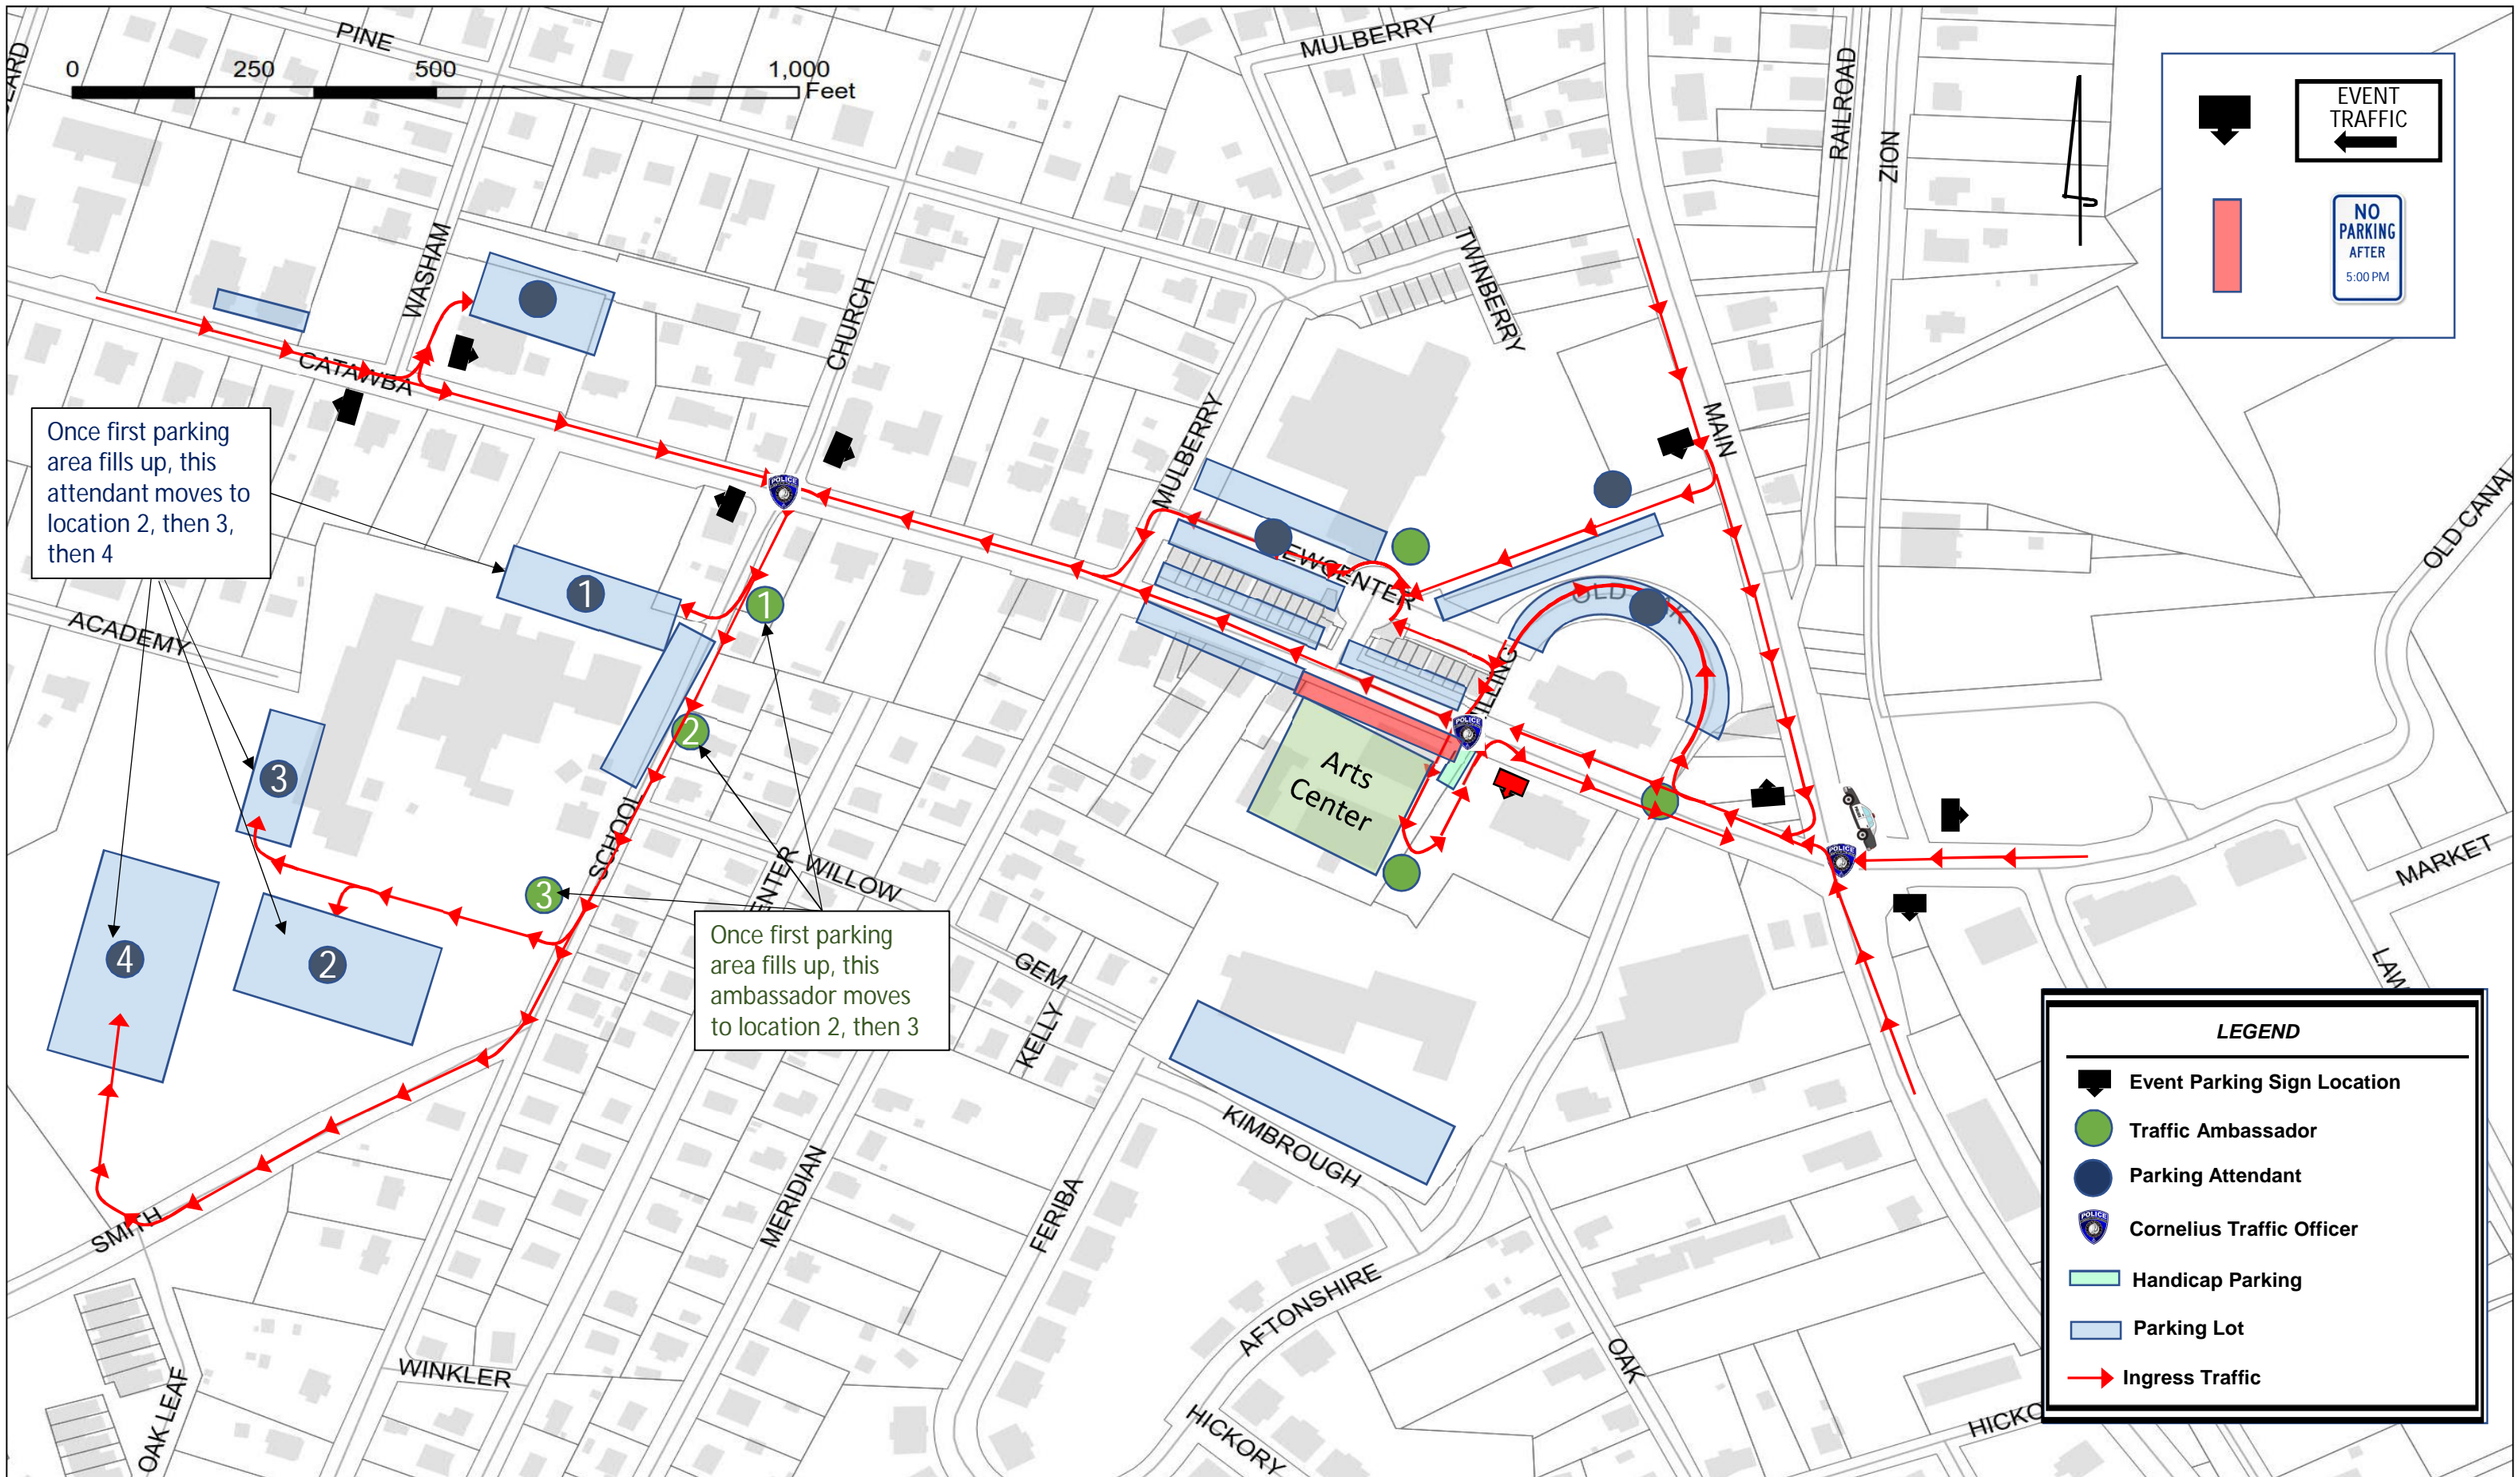 PINE
0 250 500 1,000
Feet
MULBERRY
RAILROAD
ZION
EVENT
TRAFFIC
NO
PARKING
AFTER
5:00 PM
WASHAM
CHURCH
TWINBERRY
CATAWBA
MULBERRY
MAIN
OLD CANAL
Once first parking
area fills up, this
attendant moves to
location 2, then 3,
then 4
POLICE
1
1
ACADEMY
2
3
SCHOOL
3
4
2
WILLOW
Once first parking
area fills up, this
ambassador moves
to location 2, then 3
GEM
KELLY
POLICE
Arts
Center
POLICE
MARKET
SMITH
MERIDIAN
FERIBA
KIMBROUGH
AFTONSHIRE
OAK
WINKLER
OAK LEAF
HICKORY
LEGEND
Event Parking Sign Location
Traffic Ambassador
Parking Attendant
POLICE
Cornelius Traffic Officer
Handicap Parking
Parking Lot
Ingress Traffic